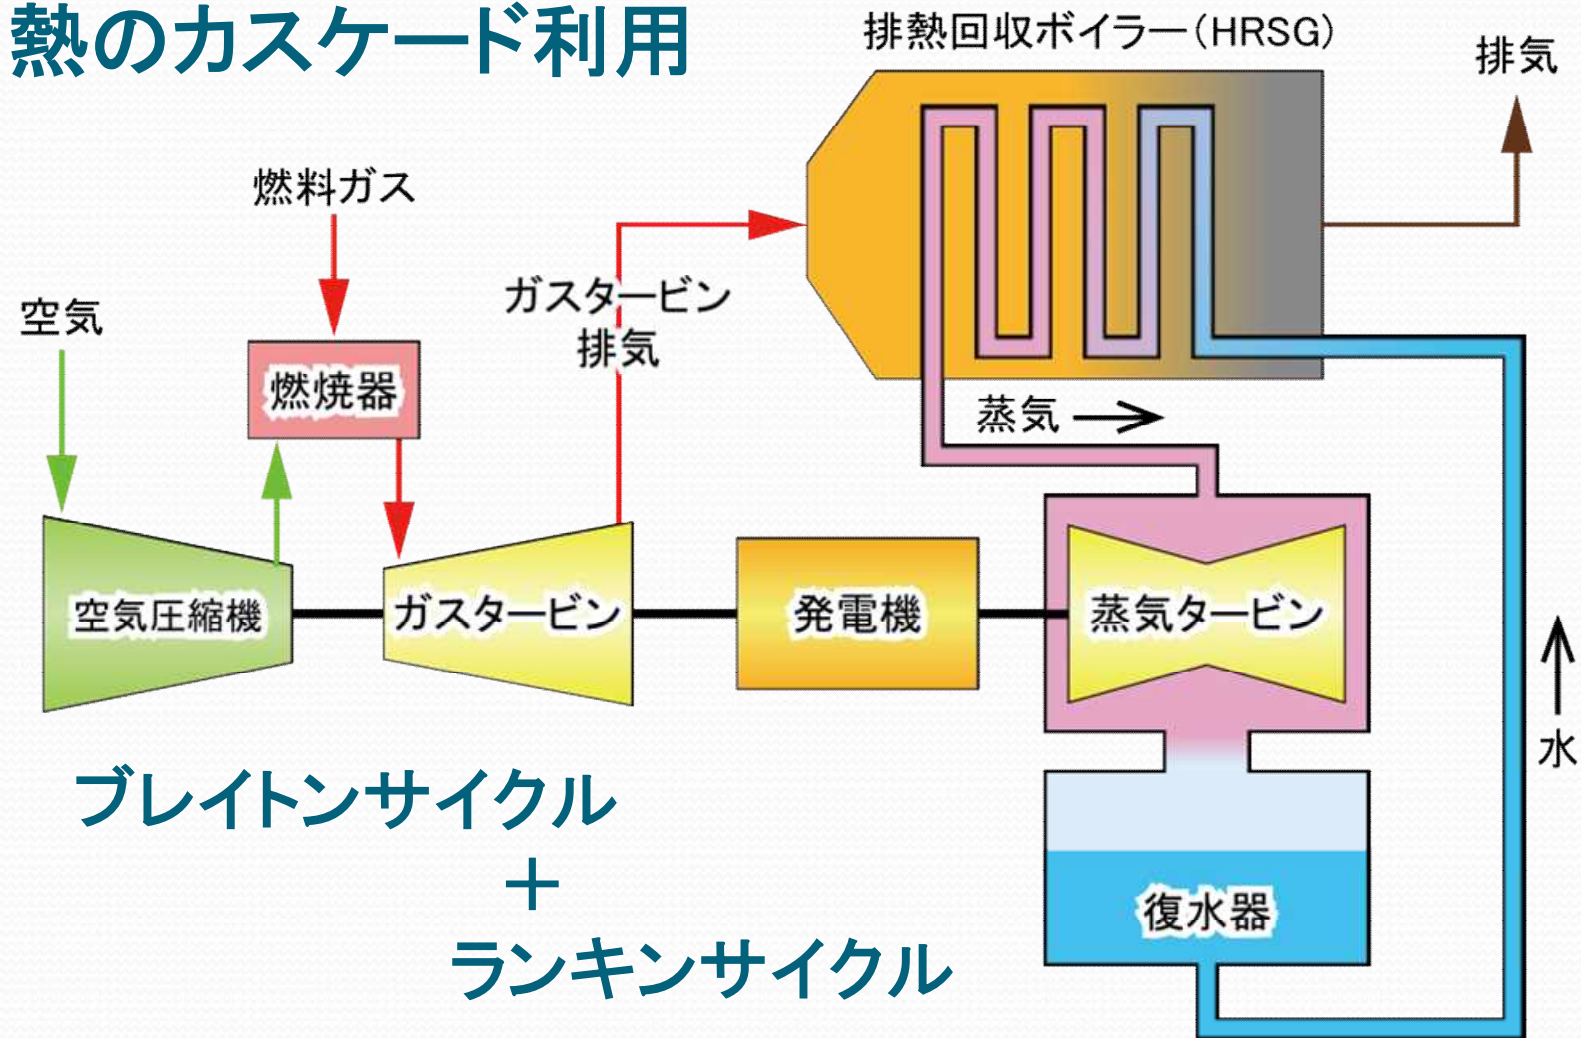 熱のカスケード利用
排熱回収ボイラー(HRSG)
排気
燃料ガス
空気
ガスタービン
排気
燃焼器
蒸気
空気圧縮機
ガスタービン
発電機
蒸気タービン
水
ブレイトンサイクル
+
ランキンサイクル
復水器